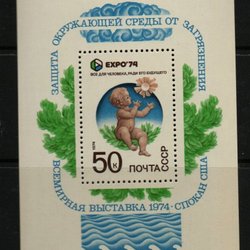 ЗАЩИТА ОКРУЖАЮЩЕЙ СРЕДЫ ОТ ЗАГРЯЗНЕНИЯ
EXPO'74
ВСЕ ДЛЯ ЧЕЛОВЕКА, РАДИ ЕГО БУДУЩЕГО
1974
50 К
ПОЧТА СССР
ВСЕМИРНАЯ ВЫСТАВКА 1974 - СПОКАН США